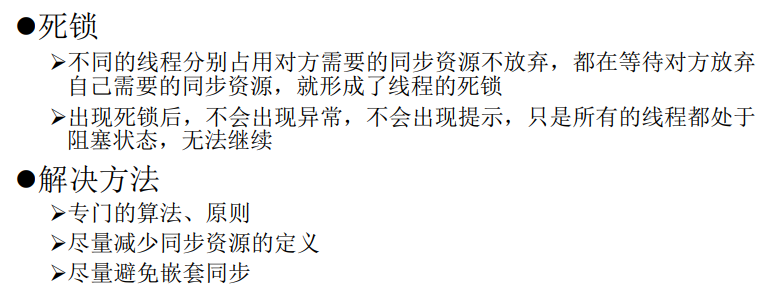 ●死锁
➢不同的线程分别占用对方需要的同步资源不放弃，都在等待对方放弃
自己需要的同步资源，就形成了线程的死锁
➢出现死锁后，不会出现异常，不会出现提示，只是所有的线程都处于
阻塞状态，无法继续
●解决方法
➢专门的算法、原则
➢尽量减少同步资源的定义
➢尽量避免嵌套同步